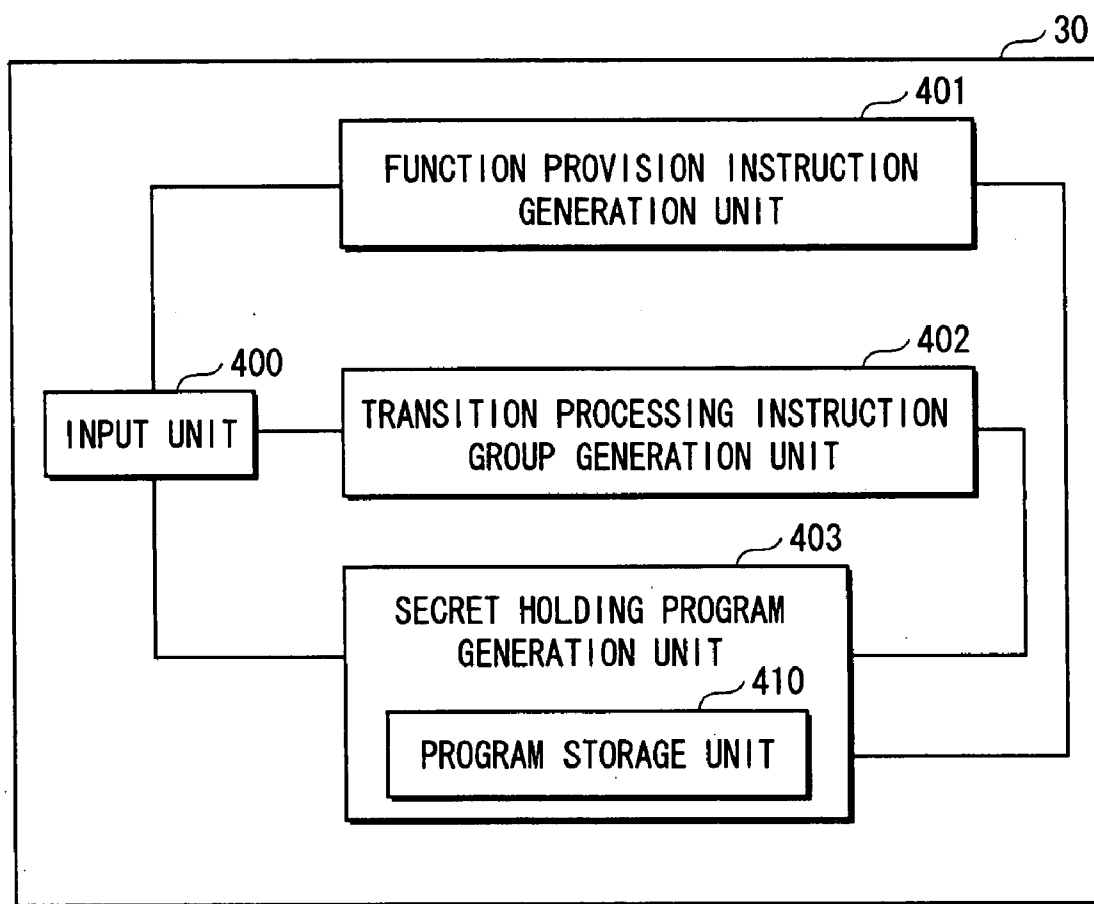 30
401
FUNCTION PROVISION INSTRUCTION
GENERATION UNIT
400
INPUT UNIT
402
TRANSITION PROCESSING INSTRUCTION
GROUP GENERATION UNIT
403
SECRET HOLDING PROGRAM
GENERATION UNIT
410
PROGRAM STORAGE UNIT